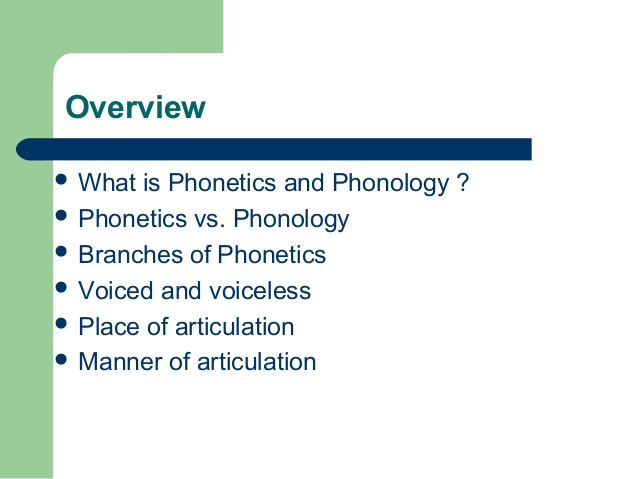 Overview
What is Phonetics and Phonology ?
Phonetics vs. Phonology
Branches of Phonetics
Voiced and voiceless
Place of articulation
Manner of articulation